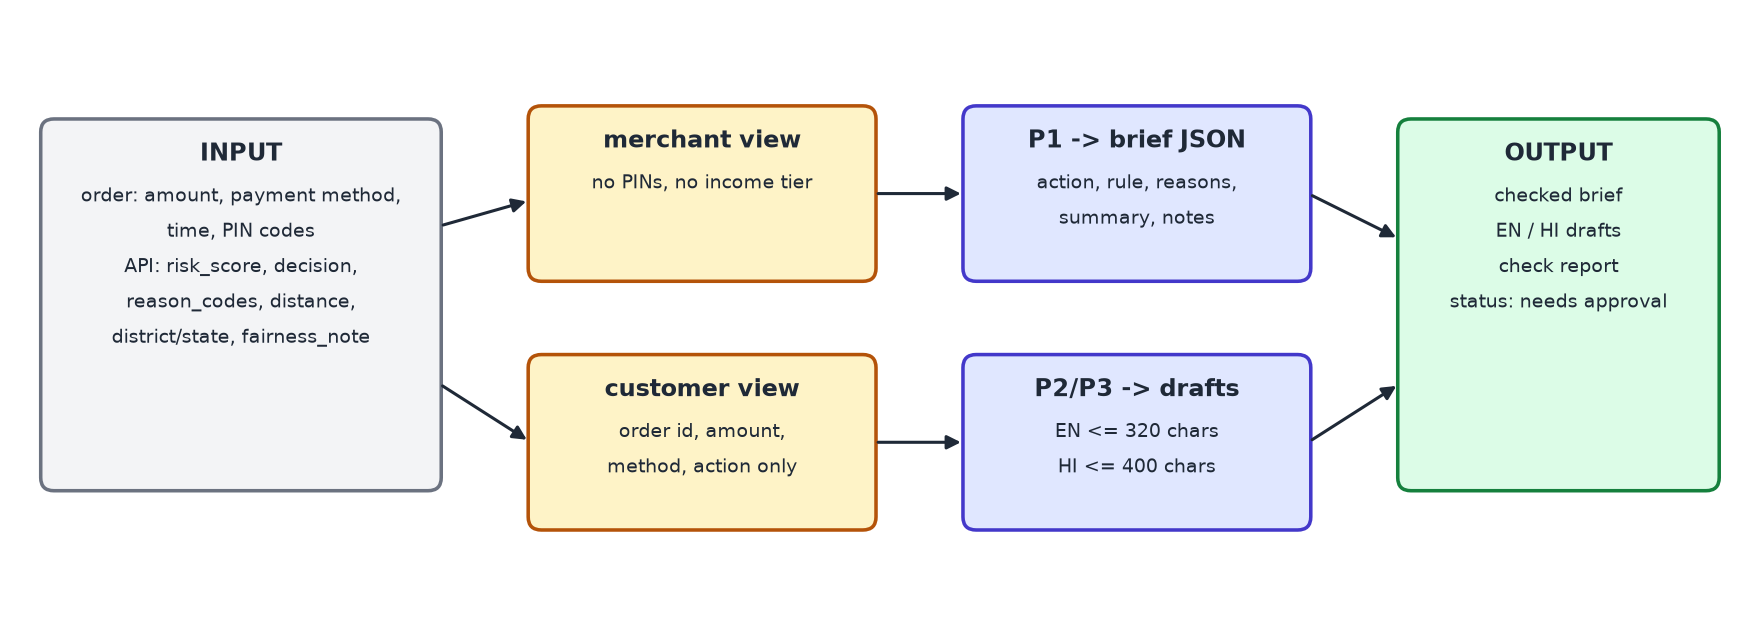 INPUT
order: amount, payment method,
time, PIN codes
API: risk_score, decision,
reason_codes, distance,
district/state, fairness_note
merchant view
no PINs, no income tier
P1 -> brief JSON
action, rule, reasons,
summary, notes
customer view
order id, amount,
method, action only
P2/P3 -> drafts
EN <= 320 chars
HI <= 400 chars
OUTPUT
checked brief
EN / HI drafts
check report
status: needs approval